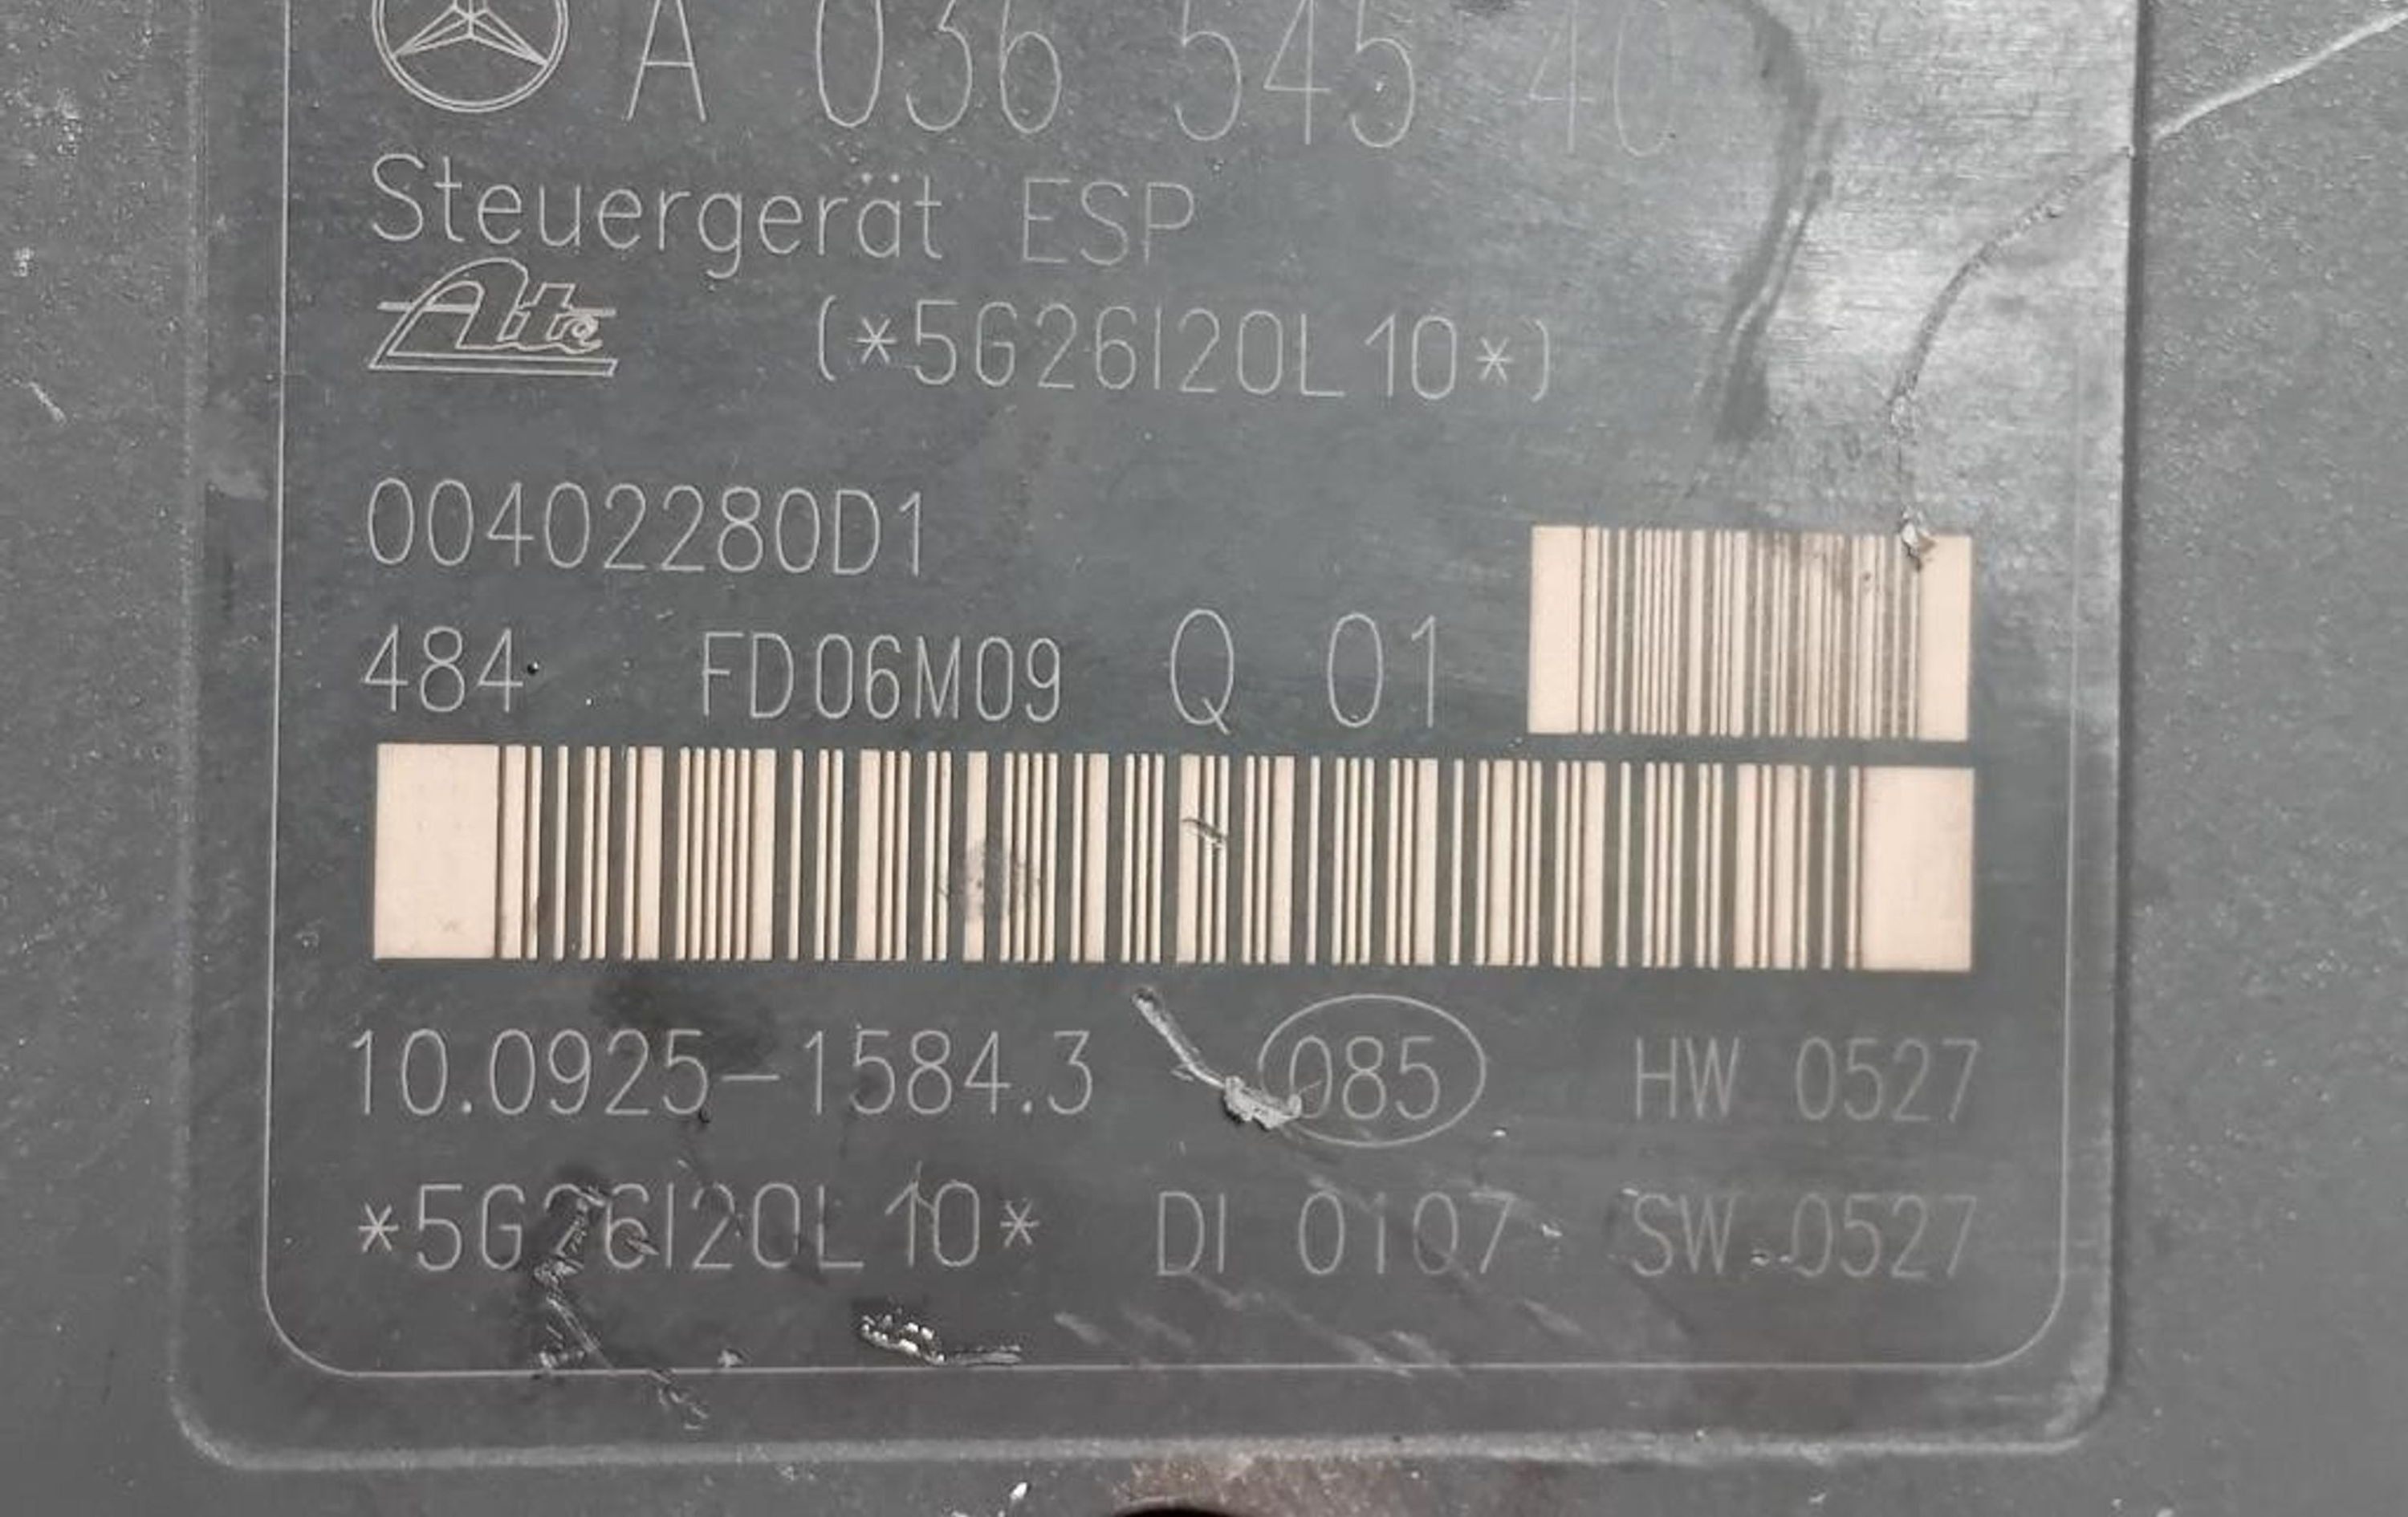 A 036 545 40
Steuergerät ESP
Ate (*5G26I20L10*)
00402280D1
484 FD06M09 Q 01
10.0925-1584.3 085 HW 0527
*5G26I20L10* DI 0107 SW 0527